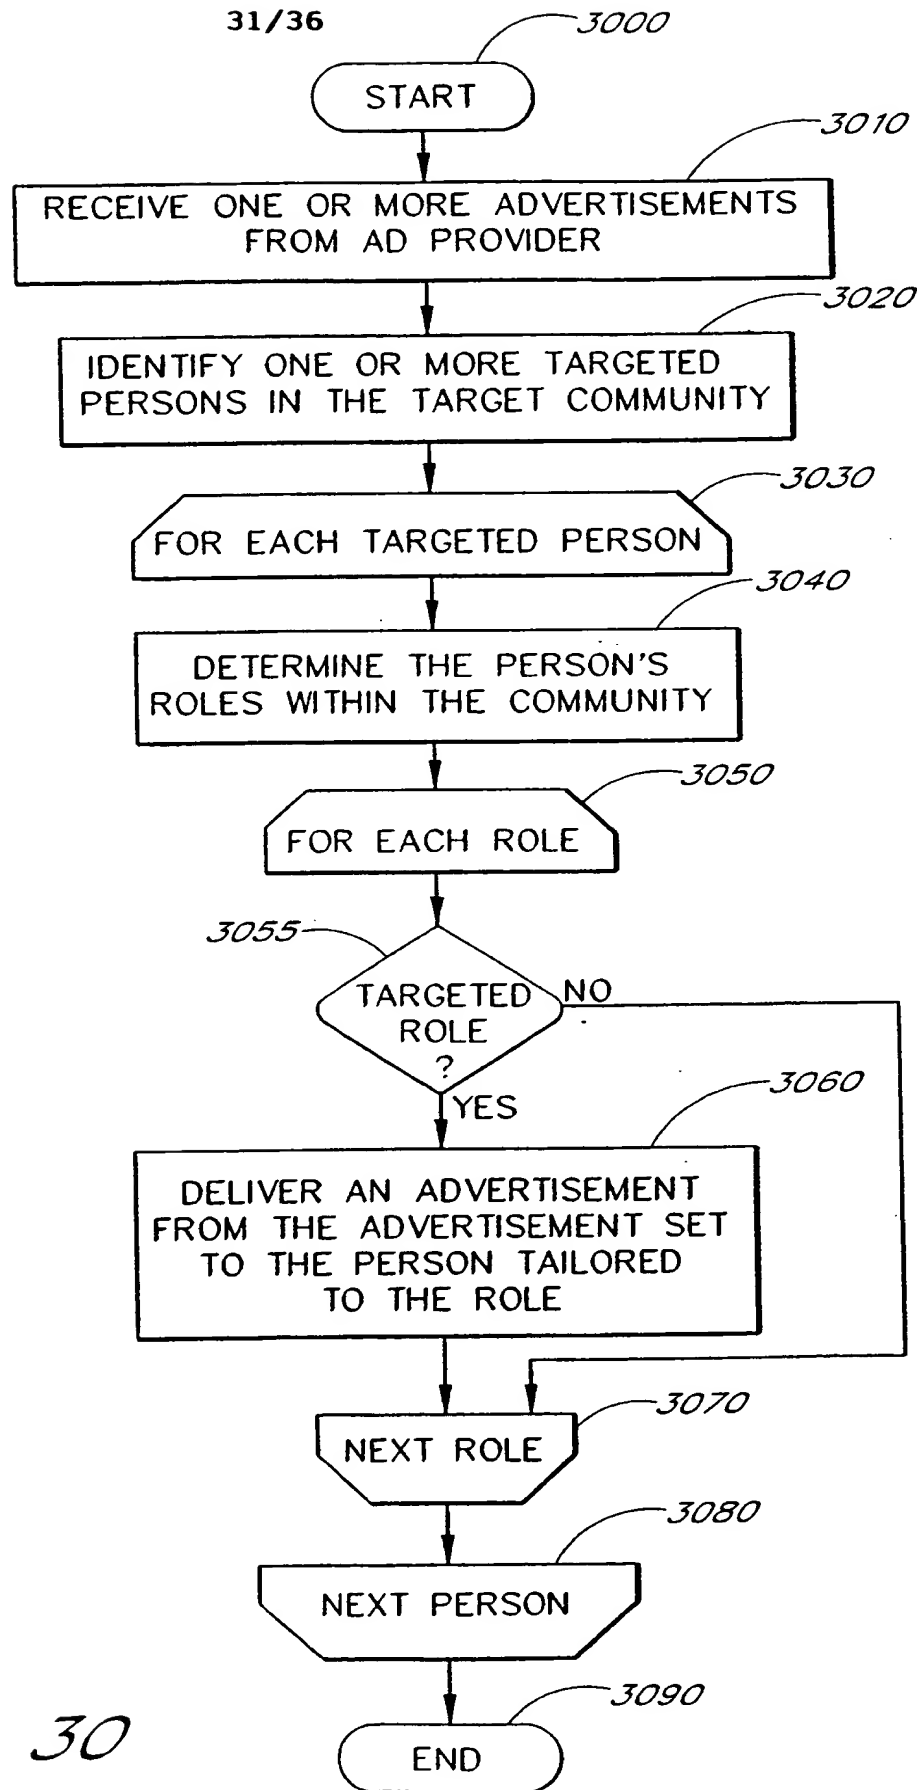 31/36
3000
START
3010
RECEIVE ONE OR MORE ADVERTISEMENTS
FROM AD PROVIDER
3020
IDENTIFY ONE OR MORE TARGETED
PERSONS IN THE TARGET COMMUNITY
3030
FOR EACH TARGETED PERSON
3040
DETERMINE THE PERSON'S
ROLES WITHIN THE COMMUNITY
3050
FOR EACH ROLE
3055
TARGETED
ROLE
?
NO
YES
3060
DELIVER AN ADVERTISEMENT
FROM THE ADVERTISEMENT SET
TO THE PERSON TAILORED
TO THE ROLE
3070
NEXT ROLE
3080
NEXT PERSON
3090
END
30